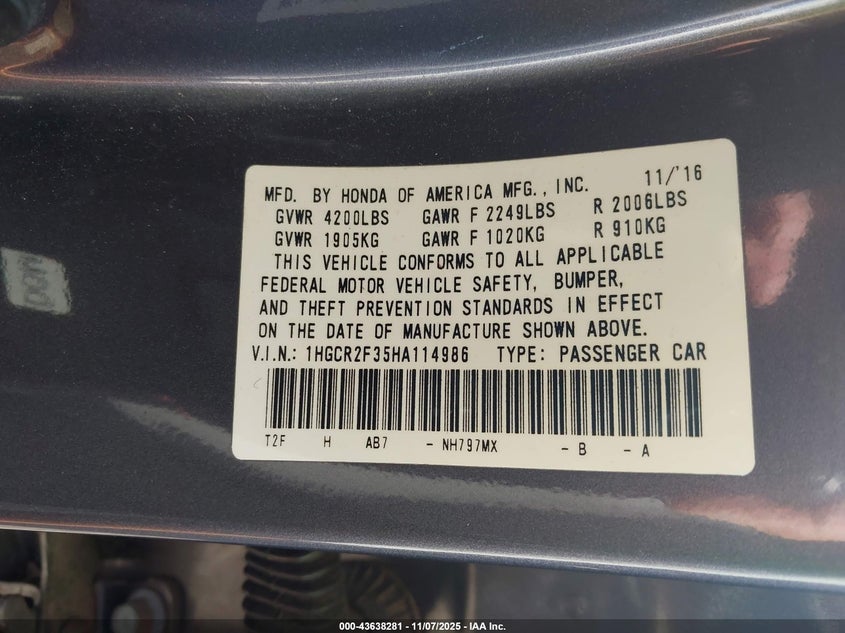 MFD. BY HONDA OF AMERICA MFG., INC. 11/'16
GVWR 4200LBS GAWR F 2249LBS R 2006LBS
GVWR 1905KG GAWR F 1020KG R 910KG
THIS VEHICLE CONFORMS TO ALL APPLICABLE
FEDERAL MOTOR VEHICLE SAFETY, BUMPER,
AND THEFT PREVENTION STANDARDS IN EFFECT
ON THE DATE OF MANUFACTURE SHOWN ABOVE.
V.I.N.: 1HGCR2F35HA114986 TYPE: PASSENGER CAR
T2F H AB7 - NH797MX - B - A
000-43638281 - 11/07/2025 - IAA Inc.